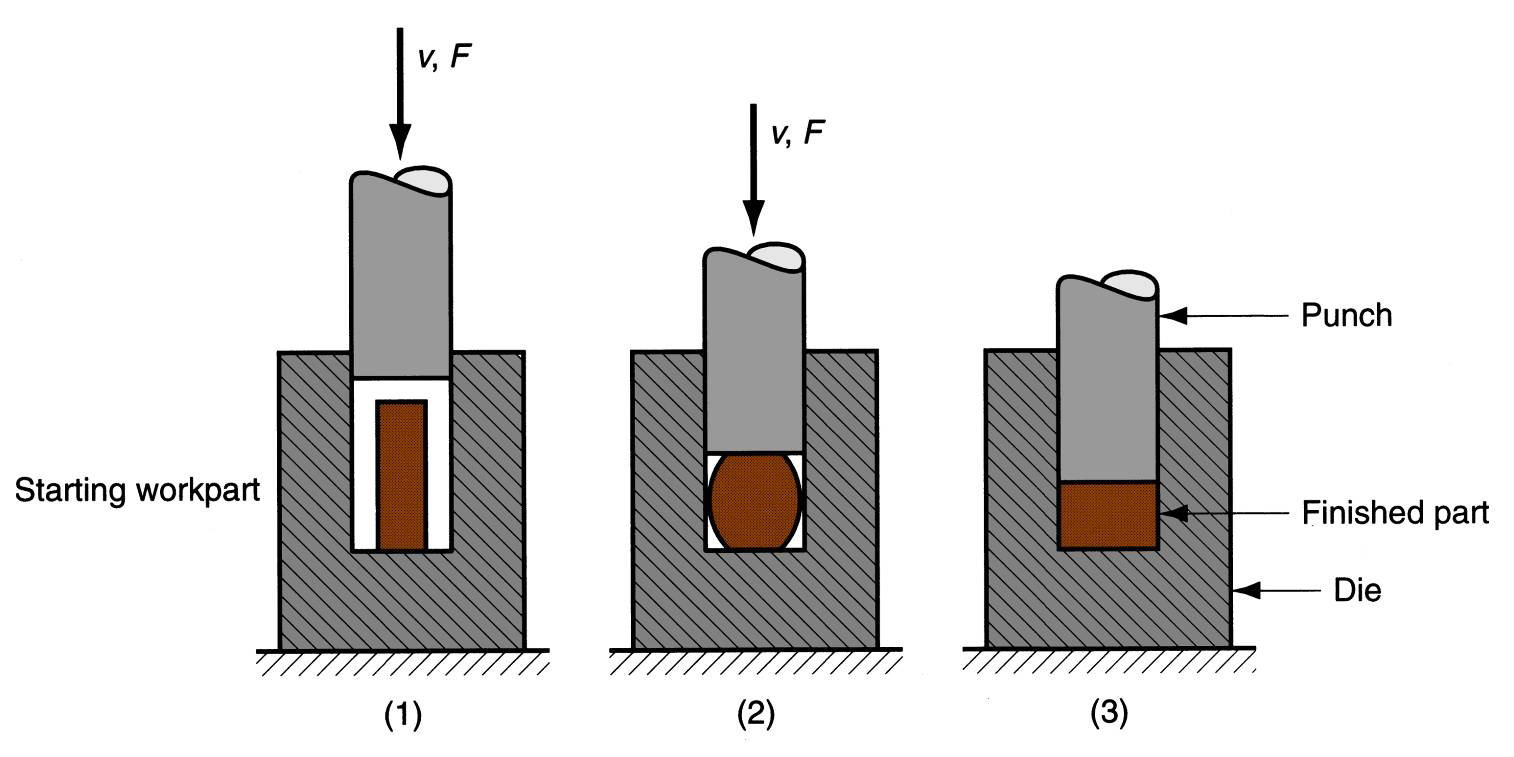 v, F
v, F
Punch
Starting workpart
Finished part
Die
(1)
(2)
(3)